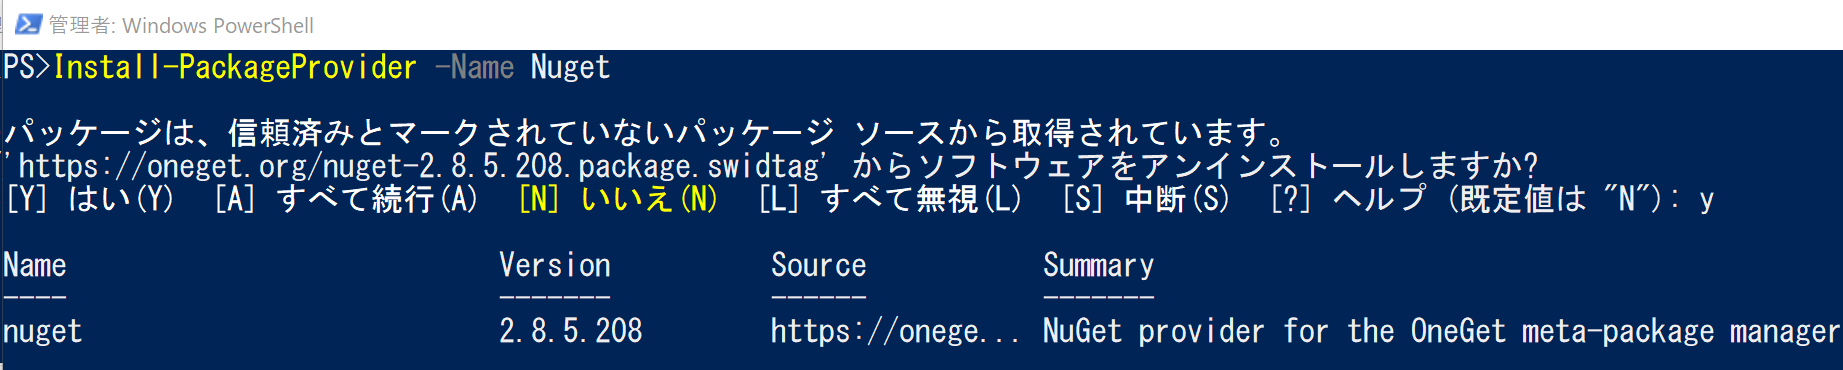 管理者: Windows PowerShell
PS>Install-PackageProvider -Name Nuget
パッケージは、信頼済みとマークされていないパッケージ ソースから取得されています。
'https://oneget.org/nuget-2.8.5.208.package.swidtag' からソフトウェアをアンインストールしますか?
[Y] はい(Y)  [A] すべて続行(A)  [N] いいえ(N)  [L] すべて無視(L)  [S] 中断(S)  [?] ヘルプ (既定値は "N"): y
Name                           Version          Source           Summary
----                           -------          ------           -------
nuget                          2.8.5.208        https://onege... NuGet provider for the OneGet meta-package manager